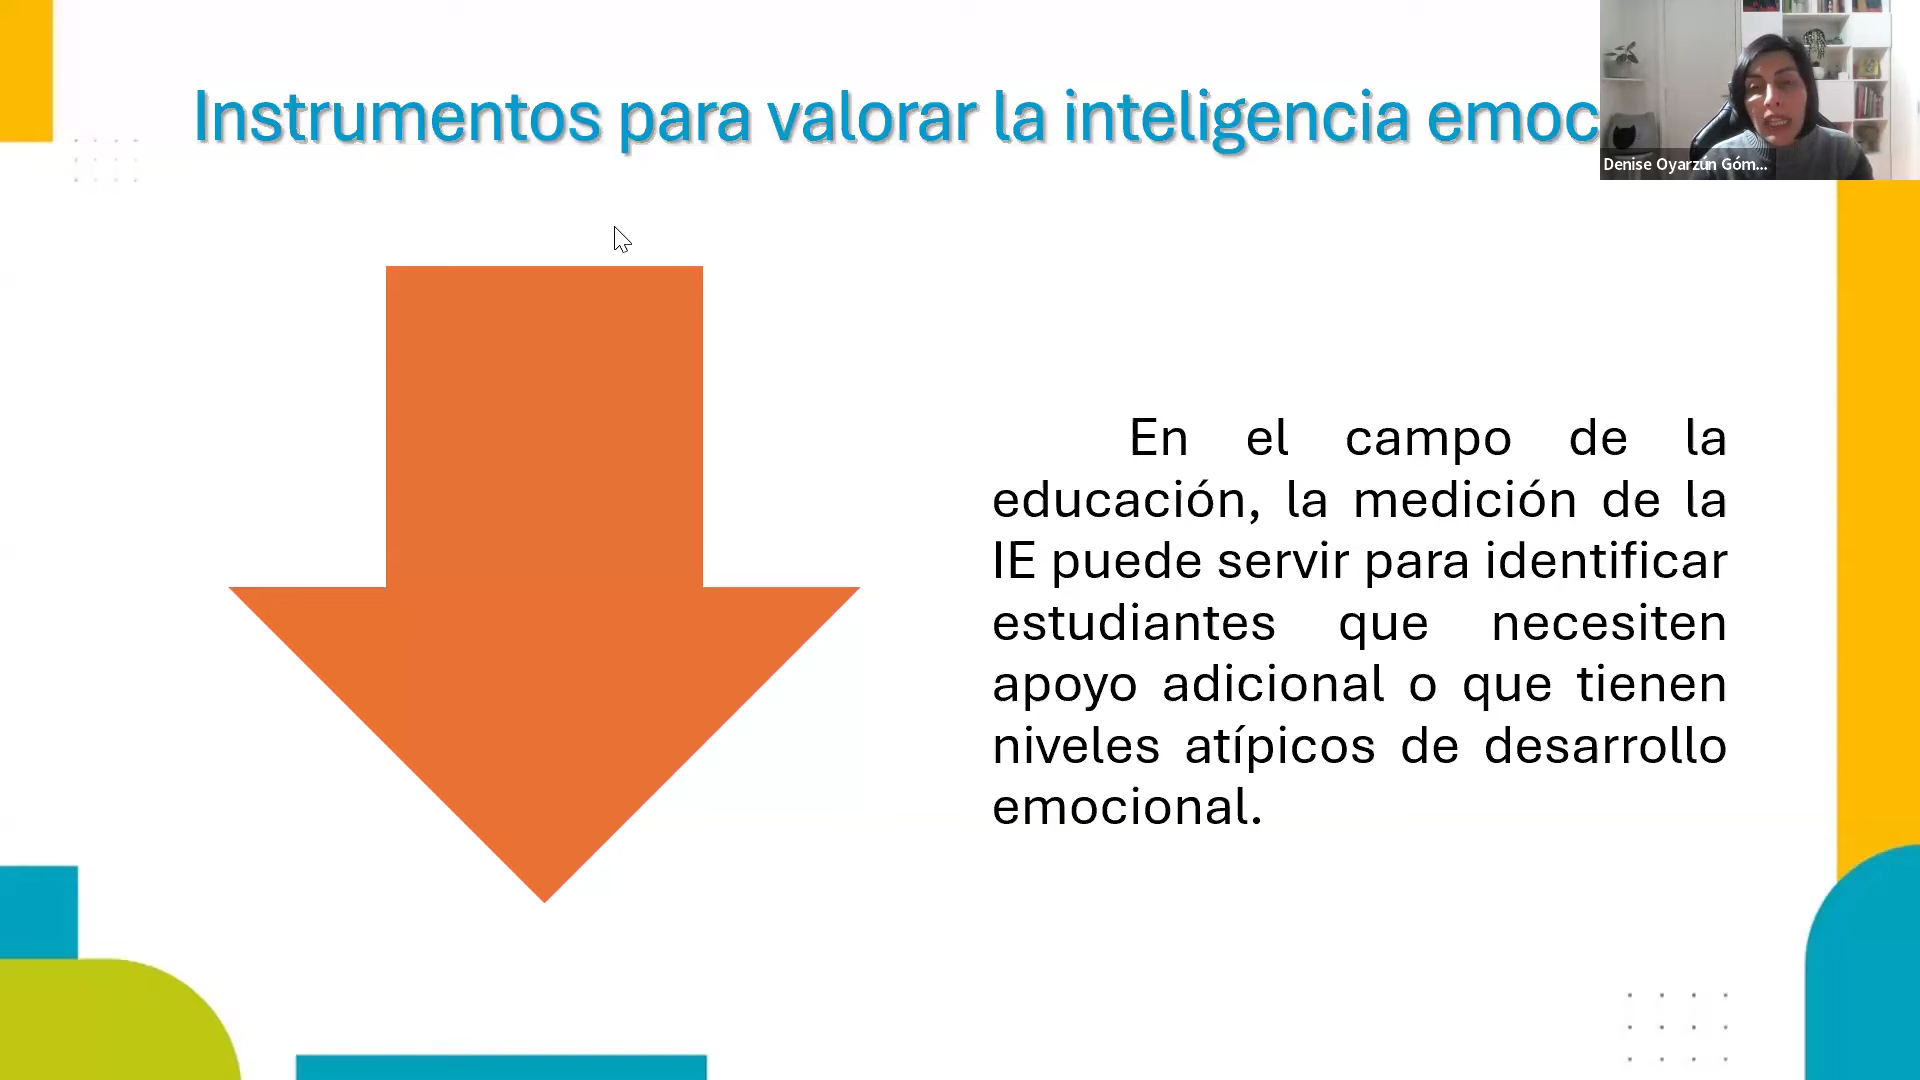 Instrumentos para valorar la inteligencia emoc
Denise Oyarzún Góm...
En el campo de la
educación, la medición de la
IE puede servir para identificar
estudiantes que necesiten
apoyo adicional o que tienen
niveles atípicos de desarrollo
emocional.